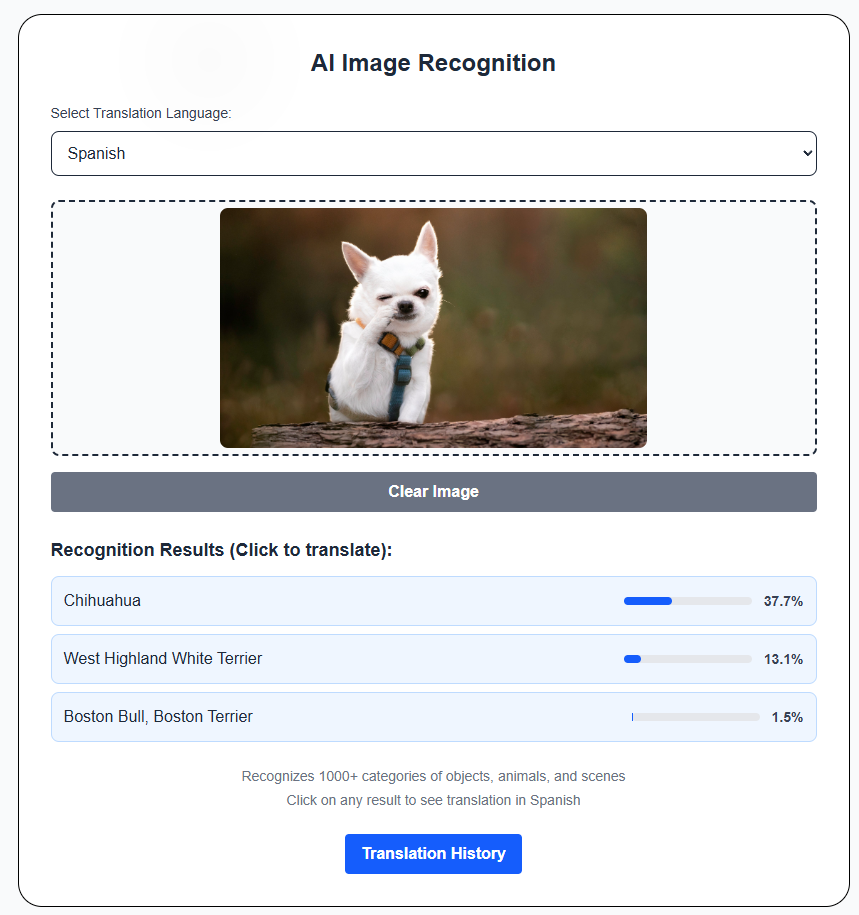 AI Image Recognition
Select Translation Language:
Spanish
Clear Image
Recognition Results (Click to translate):
Chihuahua
37.7%
West Highland White Terrier
13.1%
Boston Bull, Boston Terrier
1.5%
Recognizes 1000+ categories of objects, animals, and scenes
Click on any result to see translation in Spanish
Translation History